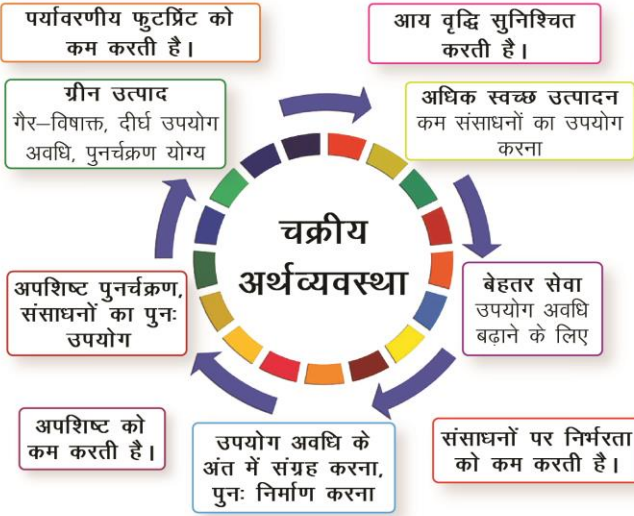 पर्यावरणीय फुटप्रिंट को
कम करती है।
आय वृद्धि सुनिश्चित
करती है।
ग्रीन उत्पाद
गैर–विषाक्त, दीर्घ उपयोग
अवधि, पुनर्चक्रण योग्य
अधिक स्वच्छ उत्पादन
कम संसाधनों का उपयोग
करना
चक्रीय
अर्थव्यवस्था
अपशिष्ट पुनर्चक्रण,
संसाधनों का पुनः
उपयोग
बेहतर सेवा
उपयोग अवधि
बढ़ाने के लिए
अपशिष्ट को
कम करती है।
उपयोग अवधि के
अंत में संग्रह करना,
पुनः निर्माण करना
संसाधनों पर निर्भरता
को कम करती है।